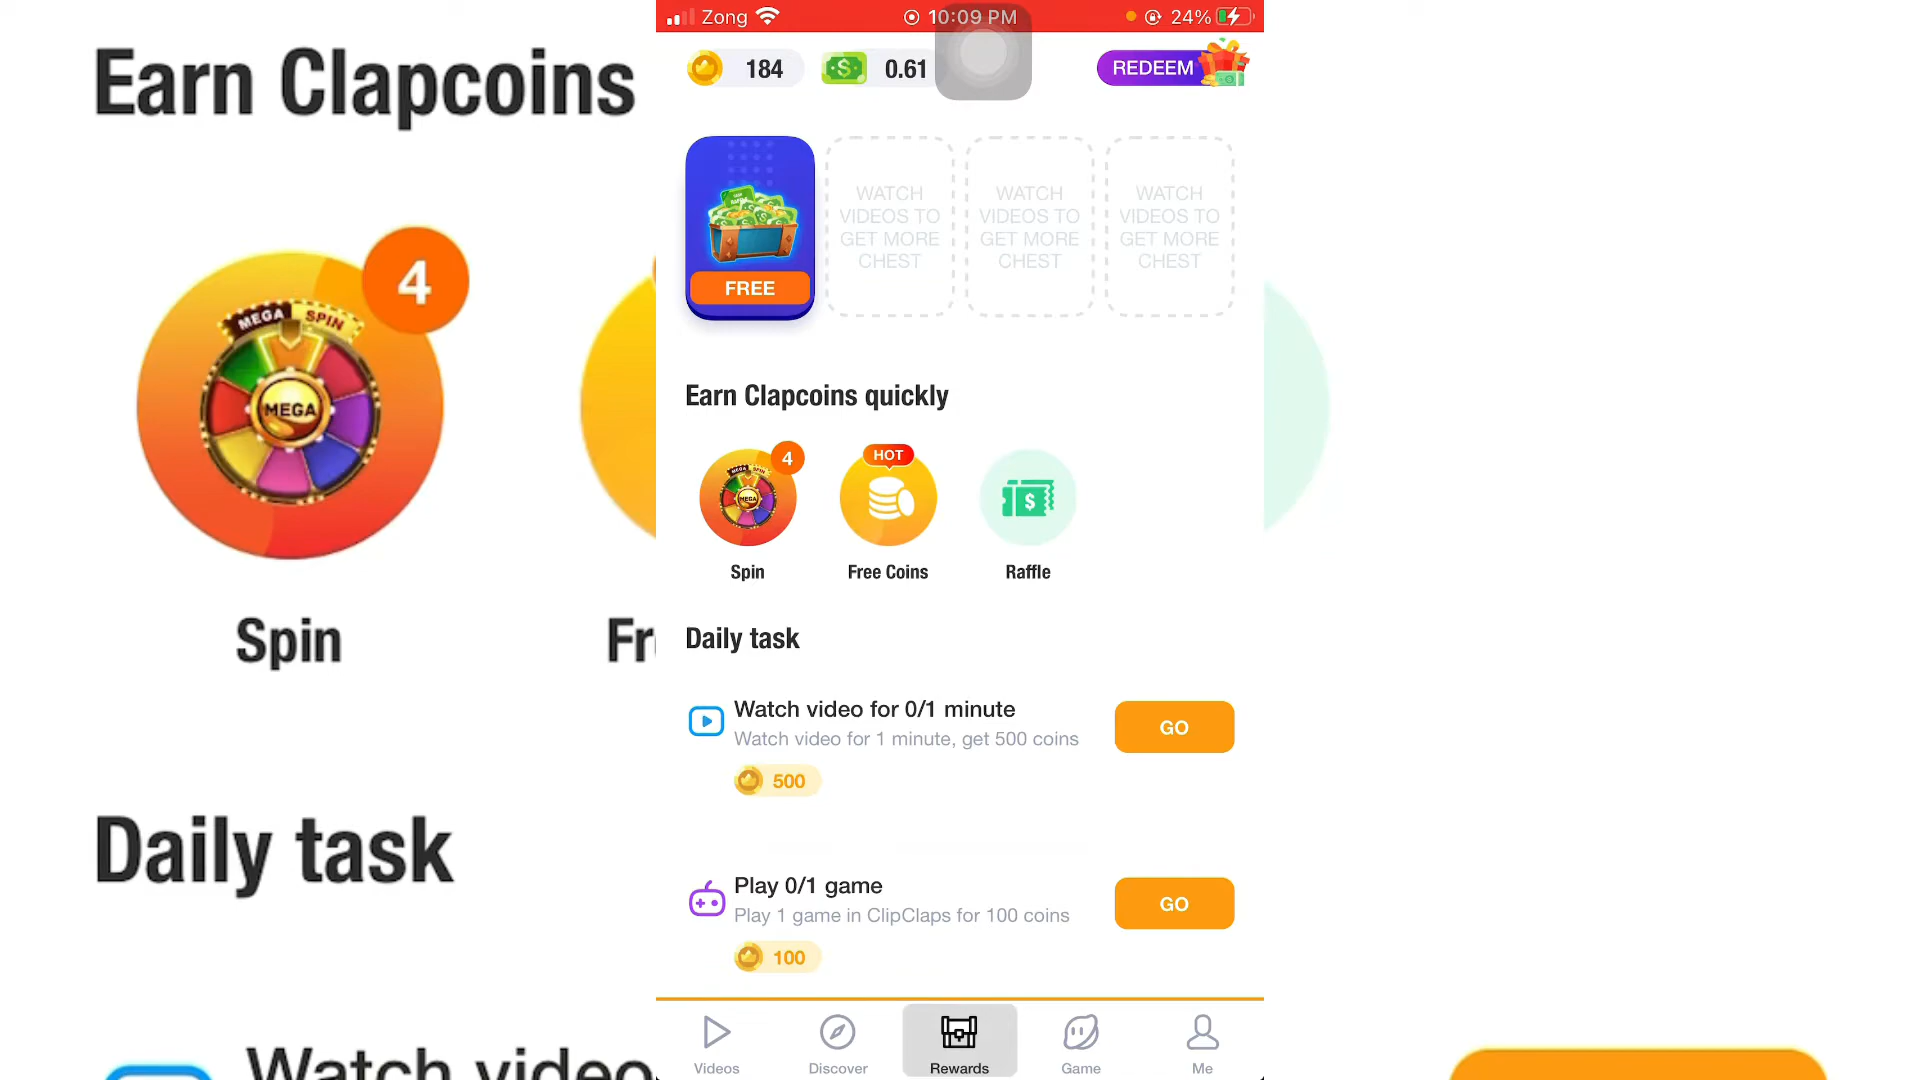 Earn Clapcoins
4
MEGA SPIN
MEGA
Spin
Fr
Daily task
Watch video
Zong 10:09 PM 24%
184 0.61 REDEEM
FREE
WATCH
VIDEOS TO
GET MORE
CHEST
WATCH
VIDEOS TO
GET MORE
CHEST
WATCH
VIDEOS TO
GET MORE
CHEST
Earn Clapcoins quickly
4
MEGA SPIN
MEGA
HOT
Spin Free Coins Raffle
Daily task
Watch video for 0/1 minute
Watch video for 1 minute, get 500 coins
500
GO
Play 0/1 game
Play 1 game in ClipClaps for 100 coins
100
GO
Videos Discover Rewards Game Me